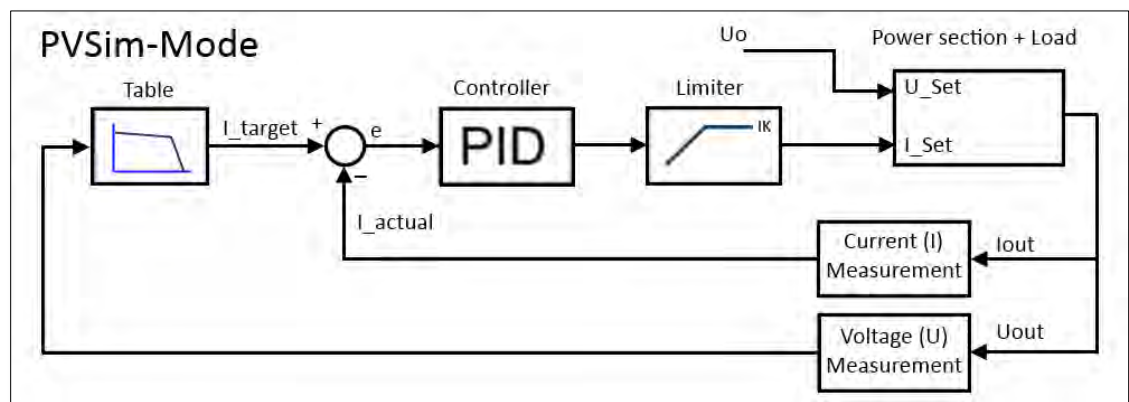 PVSim-Mode
Uo
Power section + Load
Table
Controller
Limiter
U_Set
I_target
+
e
PID
IK
I_Set
–
I_actual
Current (I)
Measurement
Iout
Voltage (U)
Measurement
Uout